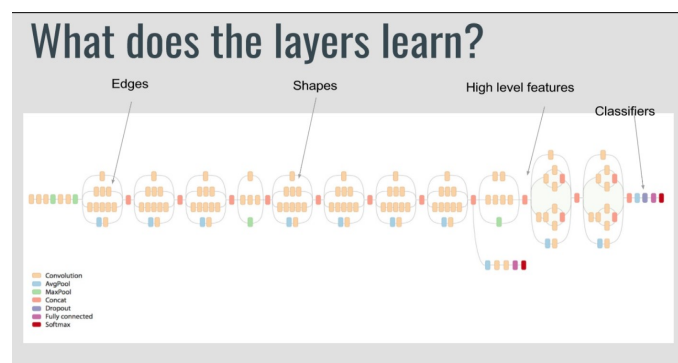 What does the layers learn?
Edges
Shapes
High level features
Classifiers
Convolution
AvgPool
MaxPool
Concat
Dropout
Fully connected
Softmax